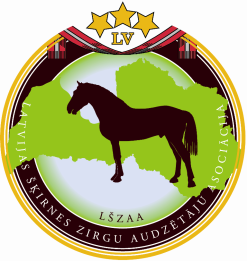 LV
LATVIJAS ŠĶIRNES ZIRGU AUDZĒTĀJU ASOCIĀCIJA
LŠZAA